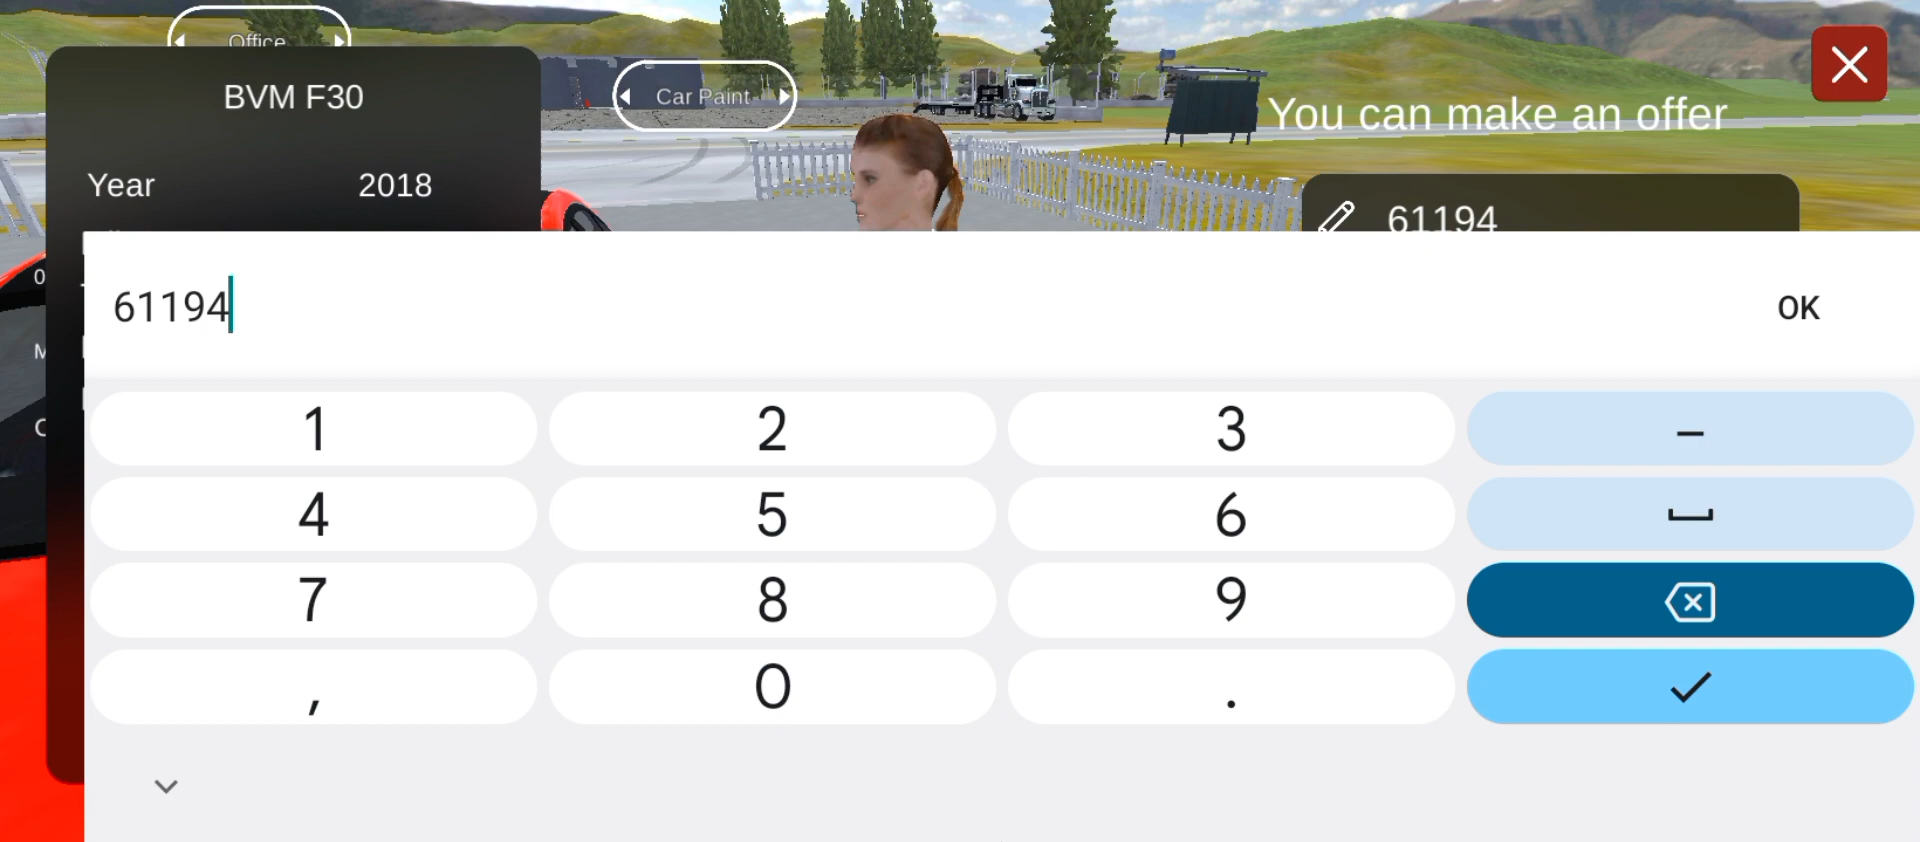 Office
BVM F30
Car Paint
You can make an offer
Year 2018
61194
61194
OK
1 2 3 –
4 5 6
7 8 9
, 0 .